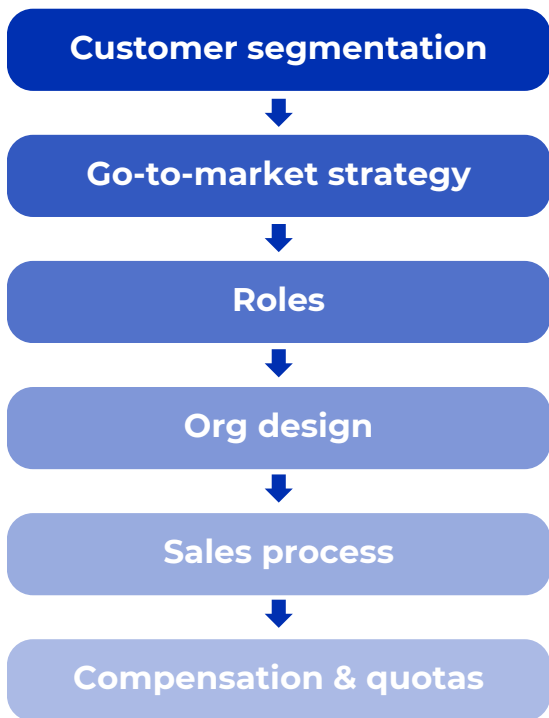 Customer segmentation
Go-to-market strategy
Roles
Org design
Sales process
Compensation & quotas